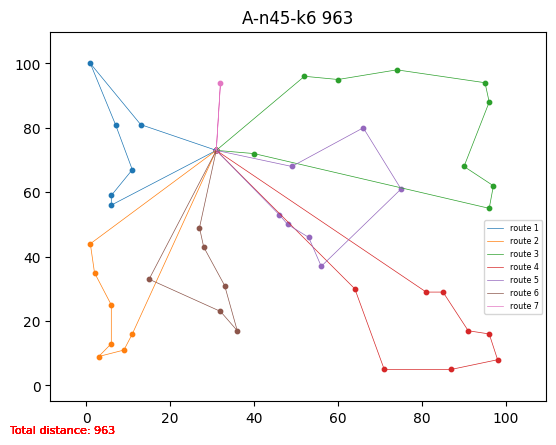 A-n45-k6 963
100
80
60
40
20
0
0 20 40 60 80 100
route 1
route 2
route 3
route 4
route 5
route 6
route 7
Total distance: 963